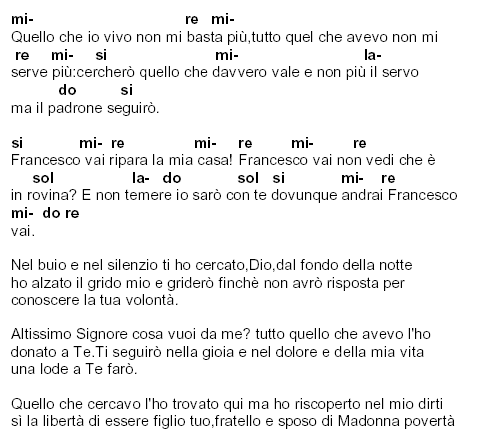 mi- re mi-
Quello che io vivo non mi basta più,tutto quel che avevo non mi
re mi- si mi- la-
serve più:cercherò quello che davvero vale e non più il servo
do si
ma il padrone seguirò.
si mi- re mi- re mi- re
Francesco vai ripara la mia casa! Francesco vai non vedi che è
sol la- do sol si mi- re
in rovina? E non temere io sarò con te dovunque andrai Francesco
mi- do re
vai.
Nel buio e nel silenzio ti ho cercato,Dio,dal fondo della notte
ho alzato il grido mio e griderò finchè non avrò risposta per
conoscere la tua volontà.
Altissimo Signore cosa vuoi da me? tutto quello che avevo l'ho
donato a Te.Ti seguirò nella gioia e nel dolore e della mia vita
una lode a Te farò.
Quello che cercavo l'ho trovato qui ma ho riscoperto nel mio dirti
sì la libertà di essere figlio tuo,fratello e sposo di Madonna povertà